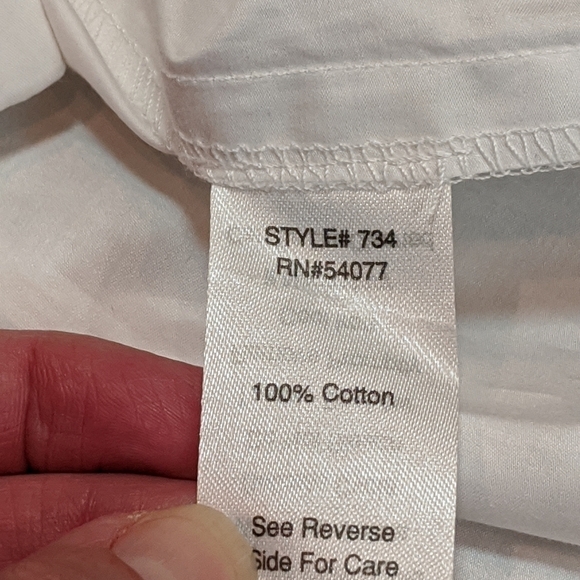 STYLE# 734
RN#54077
100% Cotton
See Reverse
Side For Care